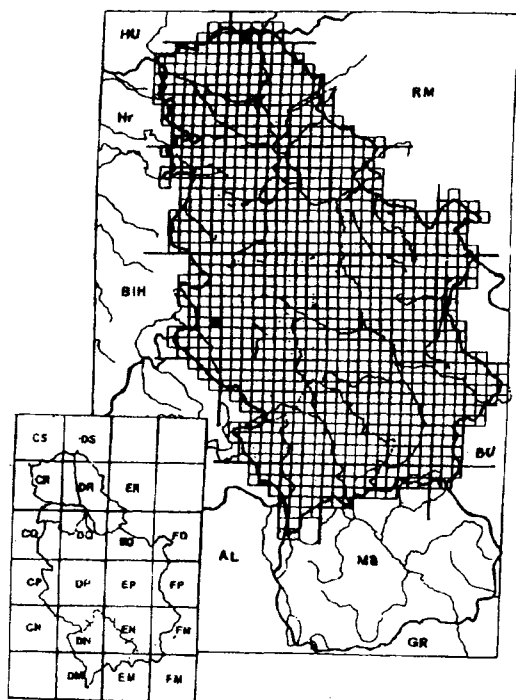 HU
RM
Hr
BIH
BU
AL
MB
GR
CS DS
CR DR ER
CQ DQ EQ FQ
CP DP EP FP
CN DN EN FN
DM EM FM